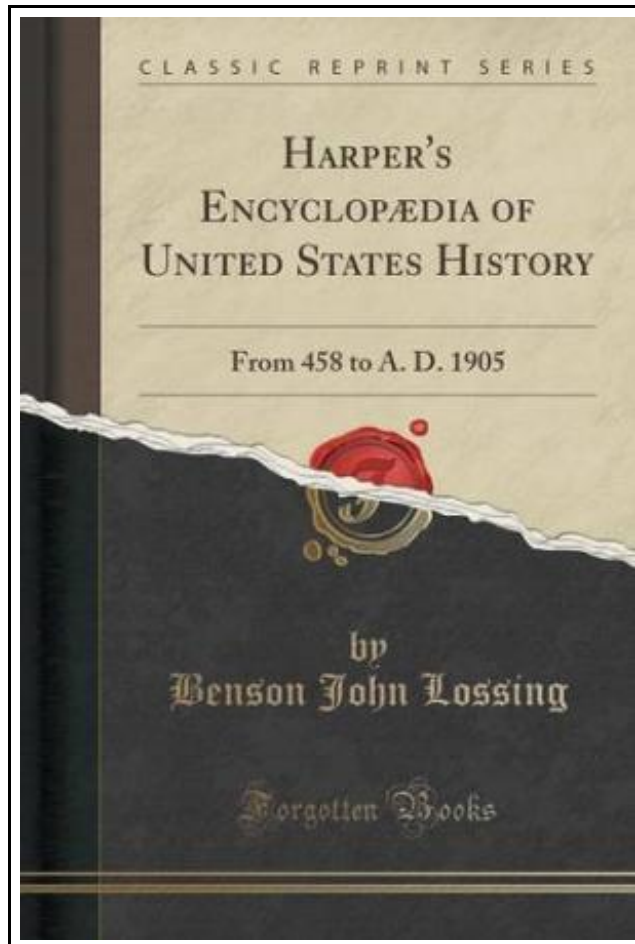 CLASSIC REPRINT SERIES
HARPER'S
ENCYCLOPÆDIA OF
UNITED STATES HISTORY
From 458 to A. D. 1905
by
Benson John Lossing
Forgotten Books